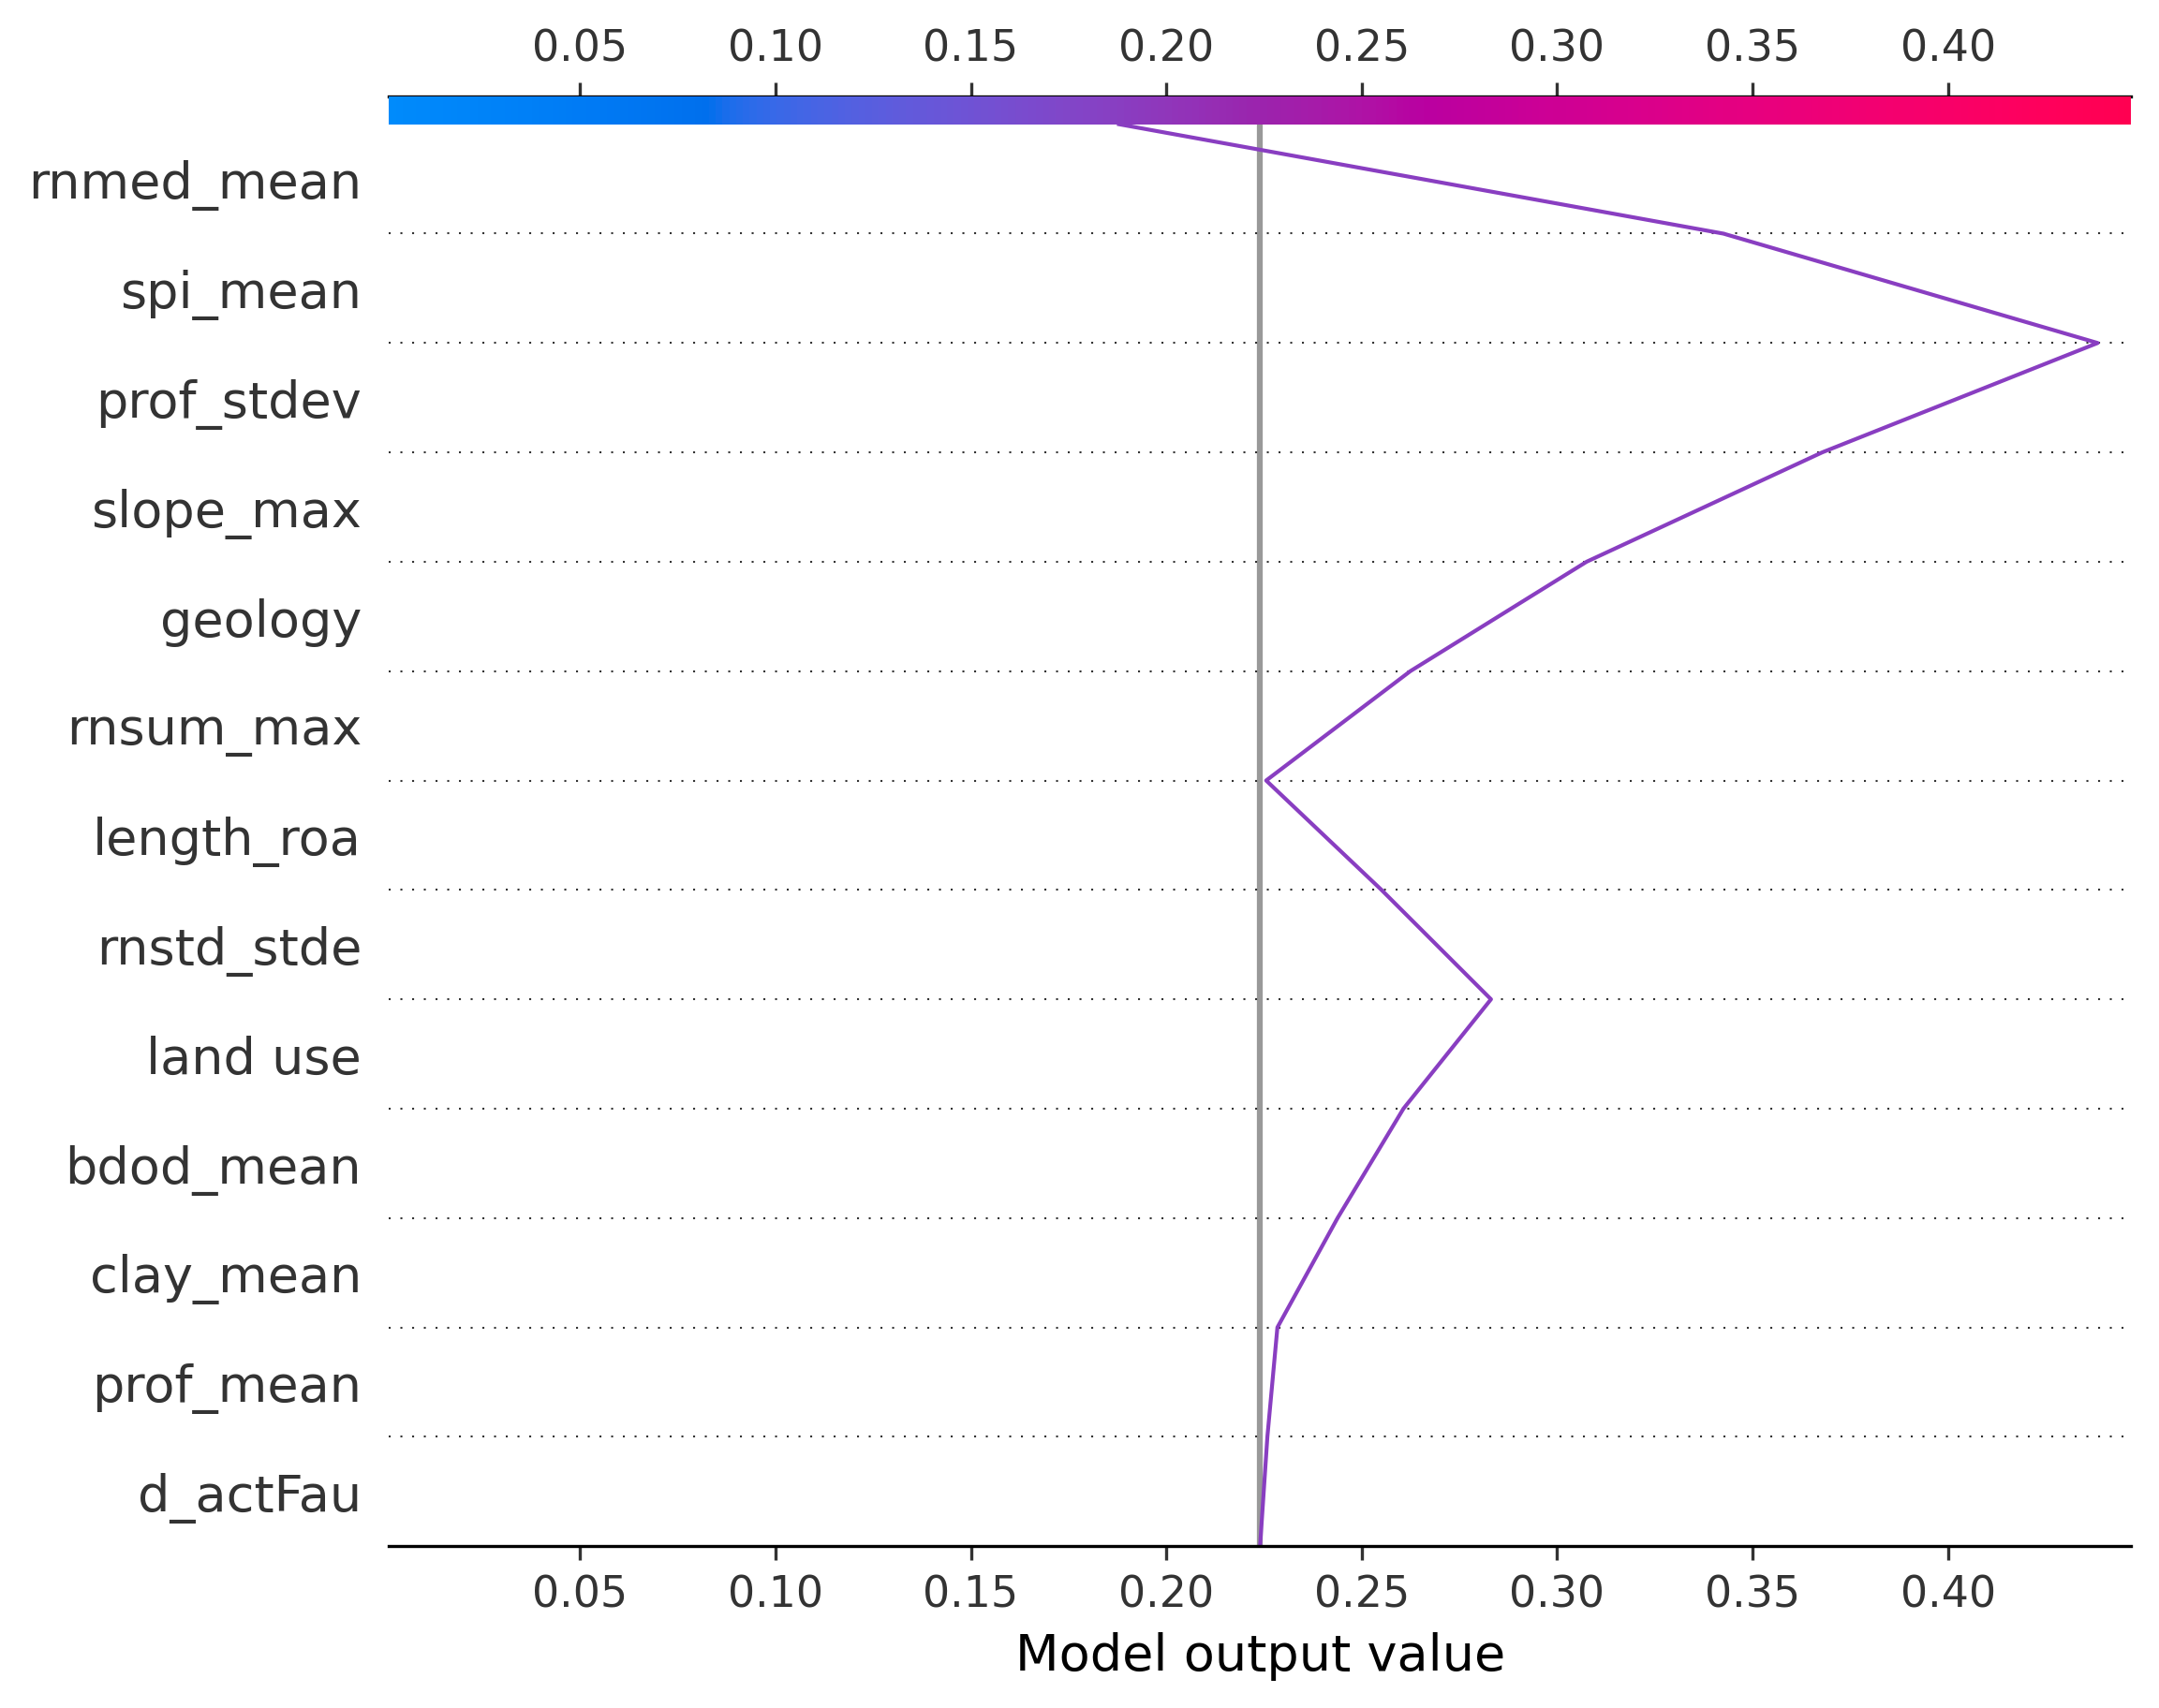 0.05 0.10 0.15 0.20 0.25 0.30 0.35 0.40
rnmed_mean
spi_mean
prof_stdev
slope_max
geology
rnsum_max
length_roa
rnstd_stde
land use
bdod_mean
clay_mean
prof_mean
d_actFau
0.05 0.10 0.15 0.20 0.25 0.30 0.35 0.40
Model output value